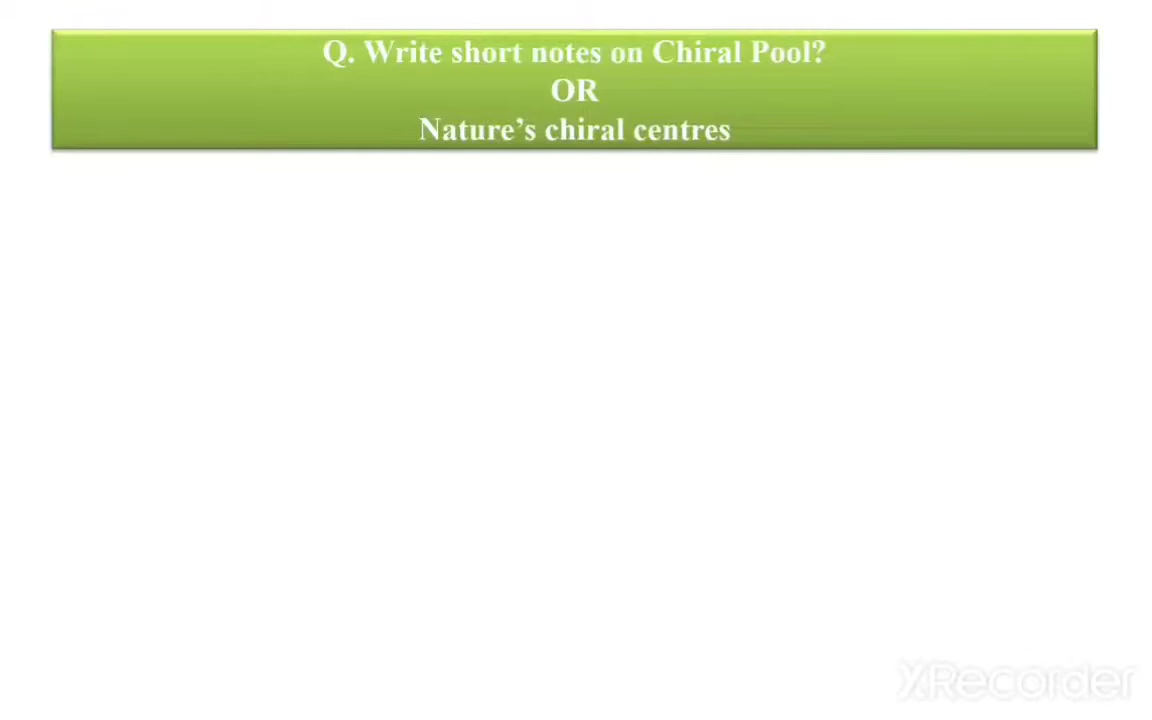 Q. Write short notes on Chiral Pool?
OR
Nature’s chiral centres
XRecorder